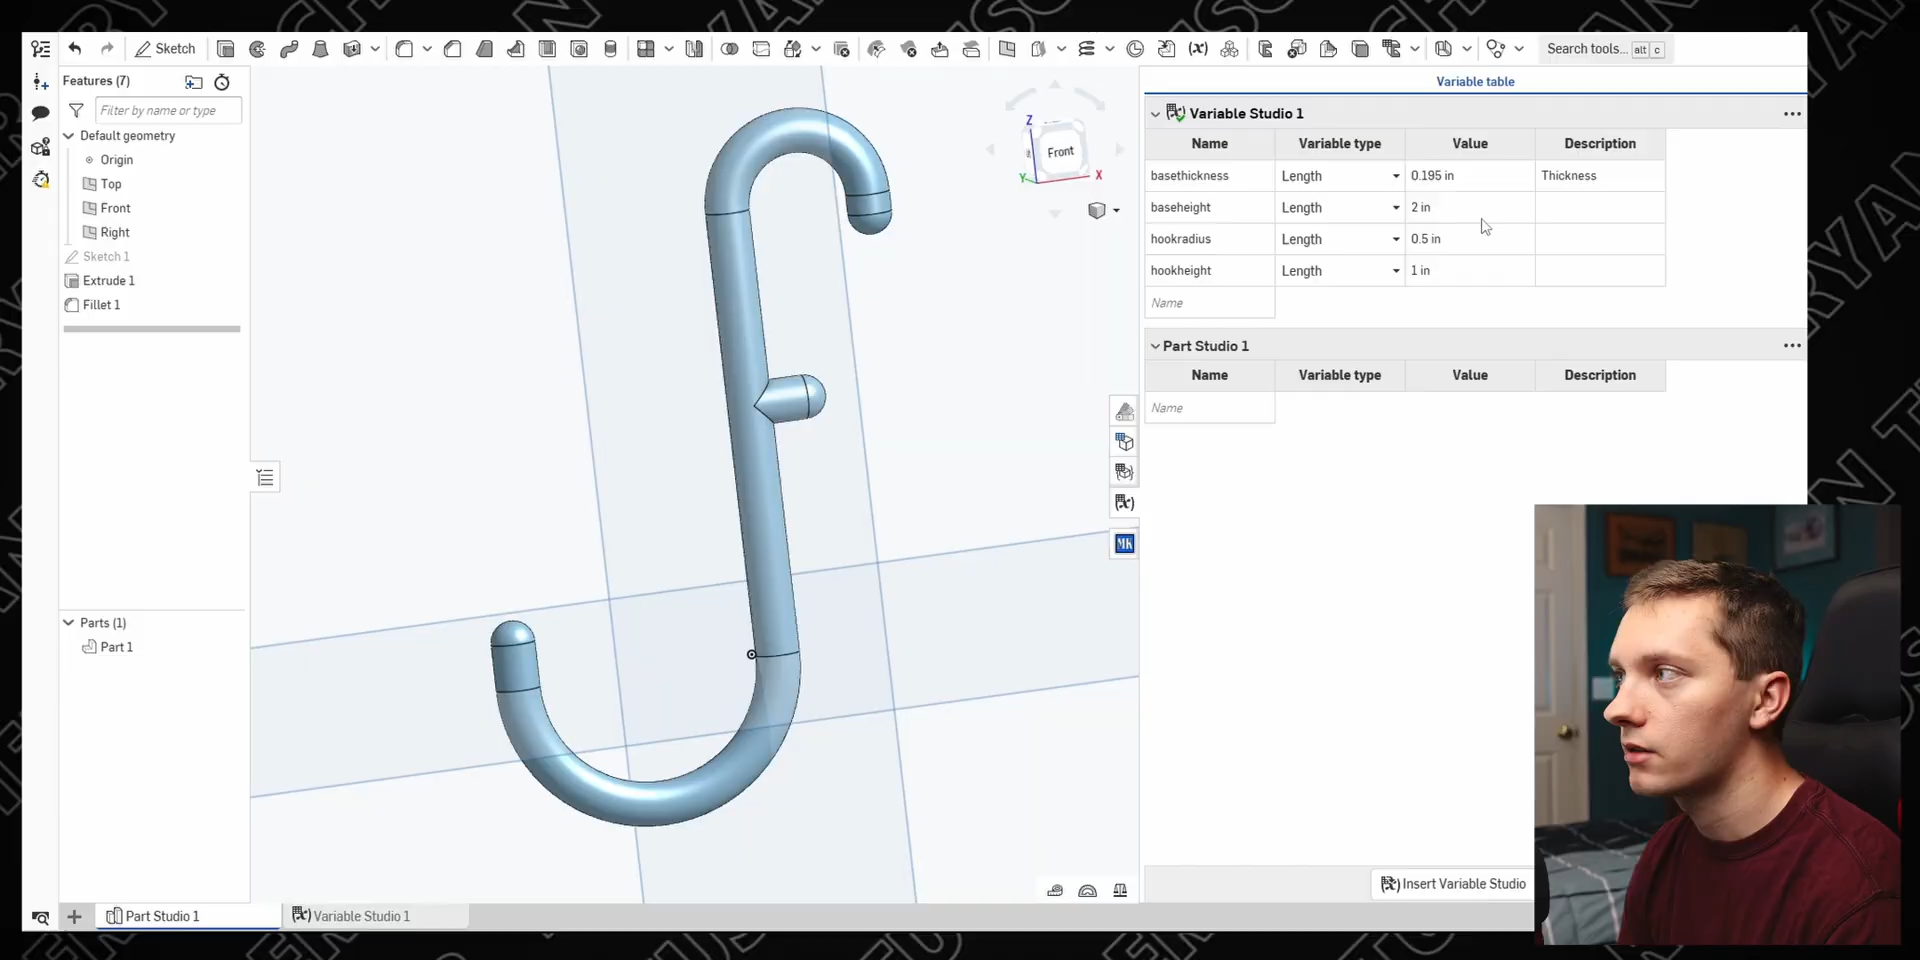 Sketch
Search tools... alt c
Features (7)
Filter by name or type
Default geometry
Origin
Top
Front
Right
Sketch 1
Extrude 1
Fillet 1
Parts (1)
Part 1
Z
Front
X
Y
Variable table
Variable Studio 1
Name Variable type Value Description
basethickness Length 0.195 in Thickness
baseheight Length 2 in
hookradius Length 0.5 in
hookheight Length 1 in
Name
Part Studio 1
Name Variable type Value Description
Name
MK
Insert Variable Studio
Part Studio 1
Variable Studio 1